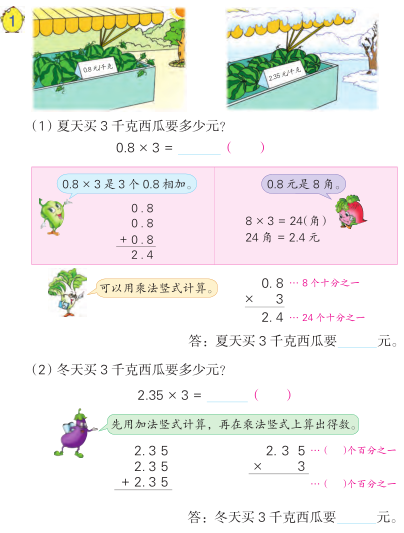 1
0.8元/千克
2.35元/千克
(1) 夏天买3千克西瓜要多少元?
0.8 × 3 = ______ ( )
0.8 × 3 是 3 个 0.8 相加。
0.8
0.8
+ 0.8
2.4
0.8 元是 8 角。
8 × 3 = 24(角)
24 角 = 2.4 元
可以用乘法竖式计算。
0.8 … 8 个十分之一
× 3
2.4 … 24 个十分之一
答：夏天买 3 千克西瓜要______元。
(2) 冬天买3千克西瓜要多少元?
2.35 × 3 = ______ ( )
先用加法竖式计算，再在乘法竖式上算出得数。
2.35
2.35
+ 2.35
2.35 … ( )个百分之一
× 3
… ( )个百分之一
答：冬天买 3 千克西瓜要______元。